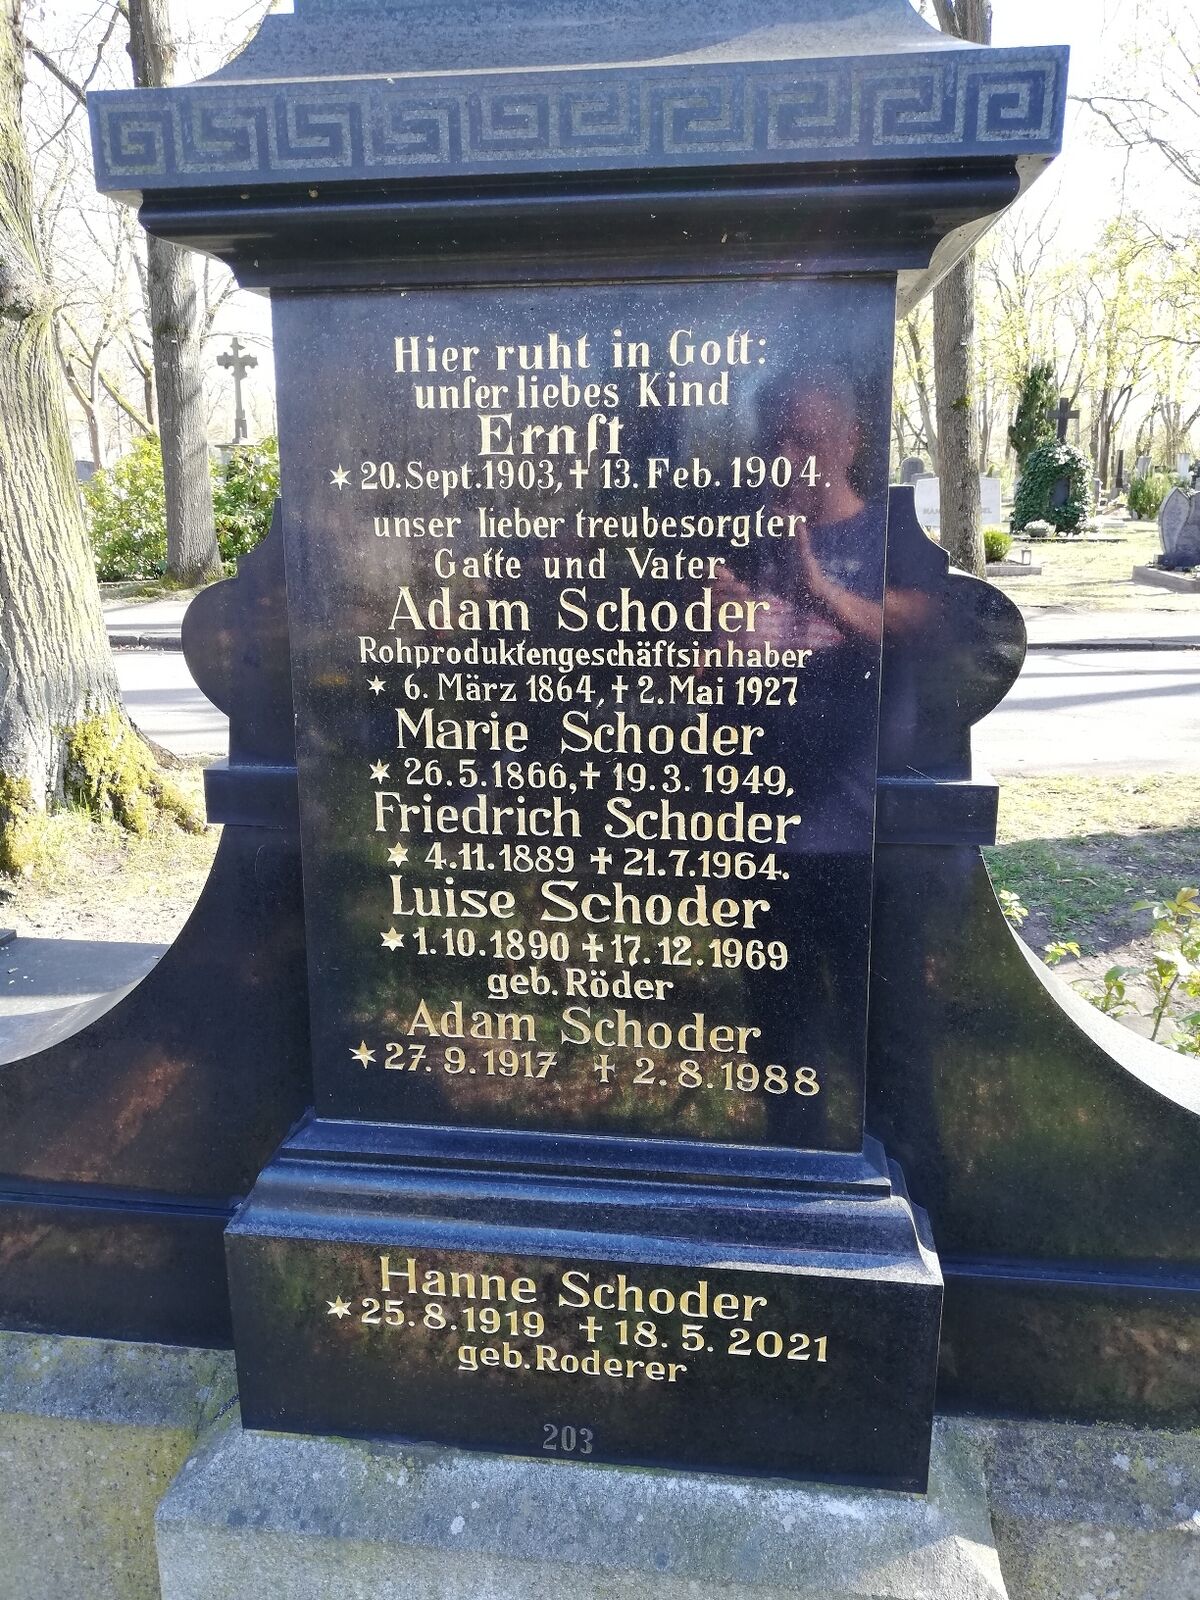 Hier ruht in Gott:
unſer liebes Kind
Ernſt
* 20. Sept. 1903, † 13. Feb. 1904.
unser lieber treubesorgter
Gatte und Vater
Adam Schoder
Rohproduktengeschäftsinhaber
* 6. März 1864, † 2. Mai 1927
Marie Schoder
* 26.5.1866, † 19.3.1949,
Friedrich Schoder
* 4.11.1889 † 21.7.1964.
Luise Schoder
* 1.10.1890 † 17.12.1969
geb. Röder
Adam Schoder
* 27.9.1917 † 2.8.1988
Hanne Schoder
* 25.8.1919 † 18.5.2021
geb. Roderer
203